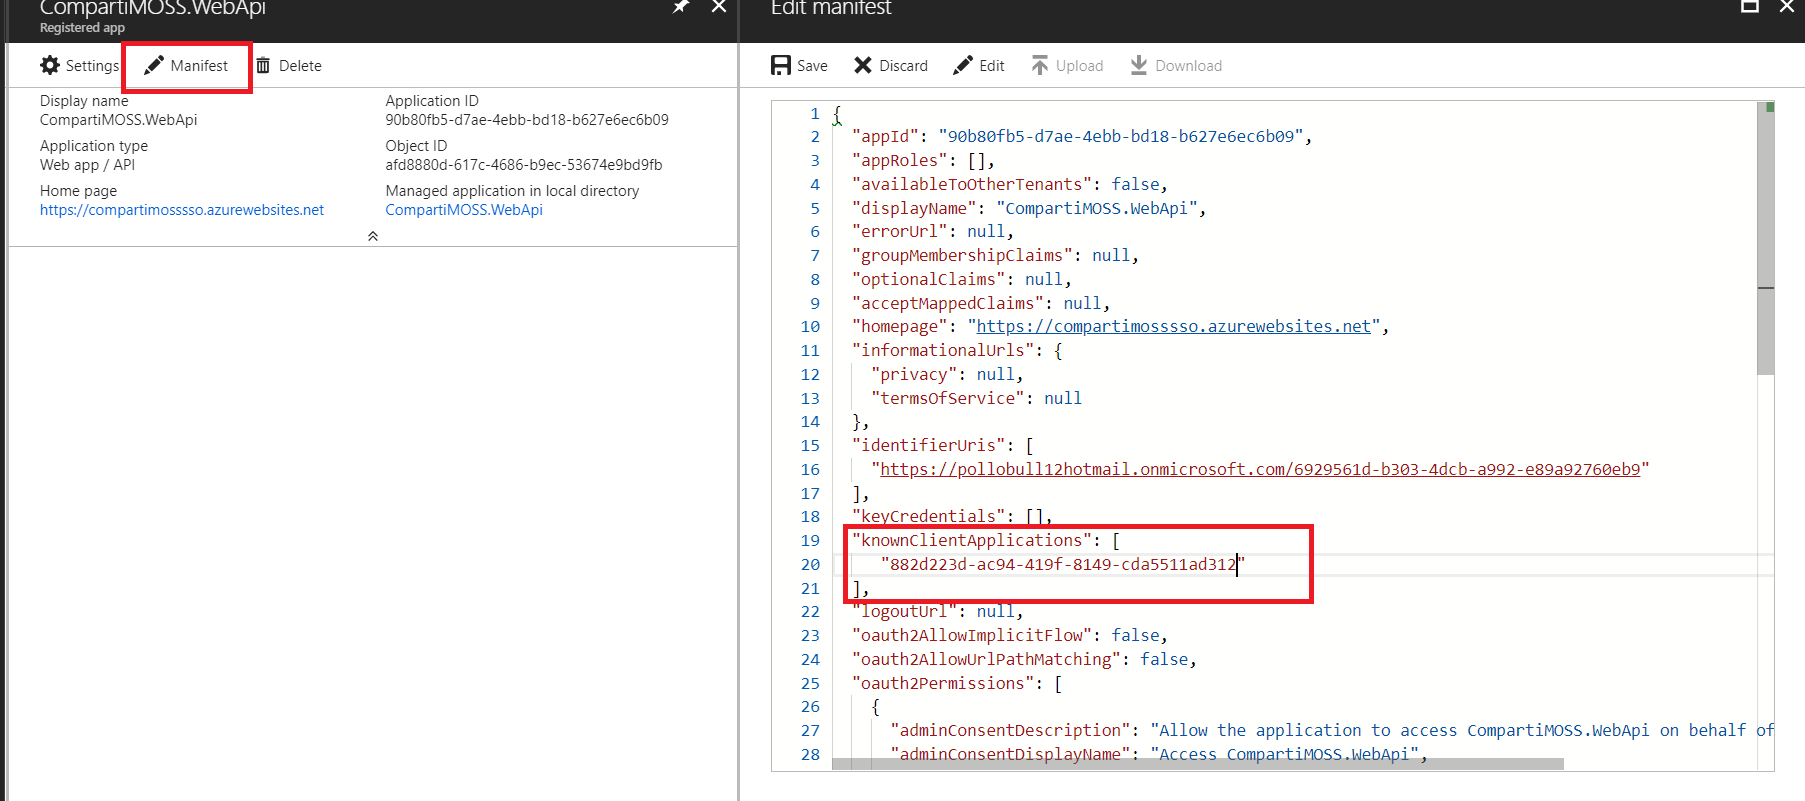 CompartiMOSS.WebApi
Registered app
Settings
Manifest
Delete
Display name
CompartiMOSS.WebApi
Application type
Web app / API
Home page
https://compartimosssso.azurewebsites.net
Application ID
90b80fb5-d7ae-4ebb-bd18-b627e6ec6b09
Object ID
afd8880d-617c-4686-b9ec-53674e9bd9fb
Managed application in local directory
CompartiMOSS.WebApi
Edit manifest
Save
Discard
Edit
Upload
Download
1 {
2 "appId": "90b80fb5-d7ae-4ebb-bd18-b627e6ec6b09",
3 "appRoles": [],
4 "availableToOtherTenants": false,
5 "displayName": "CompartiMOSS.WebApi",
6 "errorUrl": null,
7 "groupMembershipClaims": null,
8 "optionalClaims": null,
9 "acceptMappedClaims": null,
10 "homepage": "https://compartimosssso.azurewebsites.net",
11 "informationalUrls": {
12 "privacy": null,
13 "termsOfService": null
14 },
15 "identifierUris": [
16 "https://pollobull12hotmail.onmicrosoft.com/6929561d-b303-4dcb-a992-e89a92760eb9"
17 ],
18 "keyCredentials": [],
19 "knownClientApplications": [
20 "882d223d-ac94-419f-8149-cda5511ad312"
21 ],
22 "logoutUrl": null,
23 "oauth2AllowImplicitFlow": false,
24 "oauth2AllowUrlPathMatching": false,
25 "oauth2Permissions": [
26 {
27 "adminConsentDescription": "Allow the application to access CompartiMOSS.WebApi on behalf of
28 "adminConsentDisplayName": "Access CompartiMOSS.WebApi",